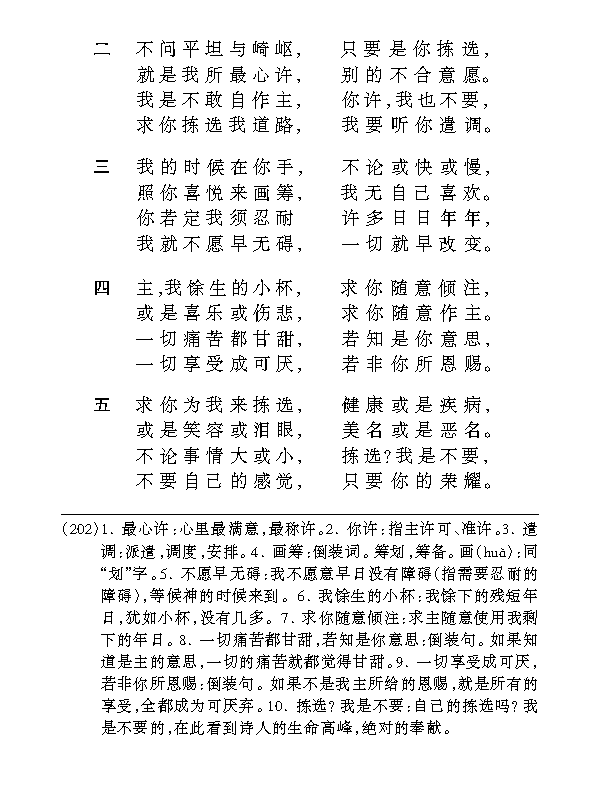 二 不问平坦与崎岖， 只要是你拣选，
就是我所最心许， 别的不合意愿。
我是不敢自作主， 你许，我也不要，
求你拣选我道路， 我要听你遣调。
三 我的时候在你手， 不论或快或慢，
照你喜悦来画筹， 我无自己喜欢。
你若定我须忍耐 许多日日年年，
我就不愿早无碍， 一切就早改变。
四 主，我馀生的小杯， 求你随意倾注，
或是喜乐或伤悲， 求你随意作主。
一切痛苦都甘甜， 若知是你意思，
一切享受成可厌， 若非你所恩赐。
五 求你为我来拣选， 健康或是疾病，
或是笑容或泪眼， 美名或是恶名。
不论事情大或小， 拣选？我是不要，
不要自己的感觉， 只要你的荣耀。
(202)1. 最心许：心里最满意，最称许。2. 你许：指主许可、准许。3. 遣
调：派遣，调度，安排。4. 画筹：倒装词。筹划，筹备。画(huà)：同
“划”字。5. 不愿早无碍：我不愿意早日没有障碍(指需要忍耐的
障碍)，等候神的时候来到。6. 我馀生的小杯：我馀下的残短年
日，犹如小杯，没有几多。7. 求你随意倾注：求主随意使用我剩
下的年日。8. 一切痛苦都甘甜，若知是你意思：倒装句。如果知
道是主的意思，一切的痛苦就都觉得甘甜。9. 一切享受成可厌，
若非你所恩赐：倒装句。如果不是我主所给的恩赐，就是所有的
享受，全都成为可厌弃。10. 拣选？我是不要：自己的拣选吗？我
是不要的，在此看到诗人的生命高峰，绝对的奉献。